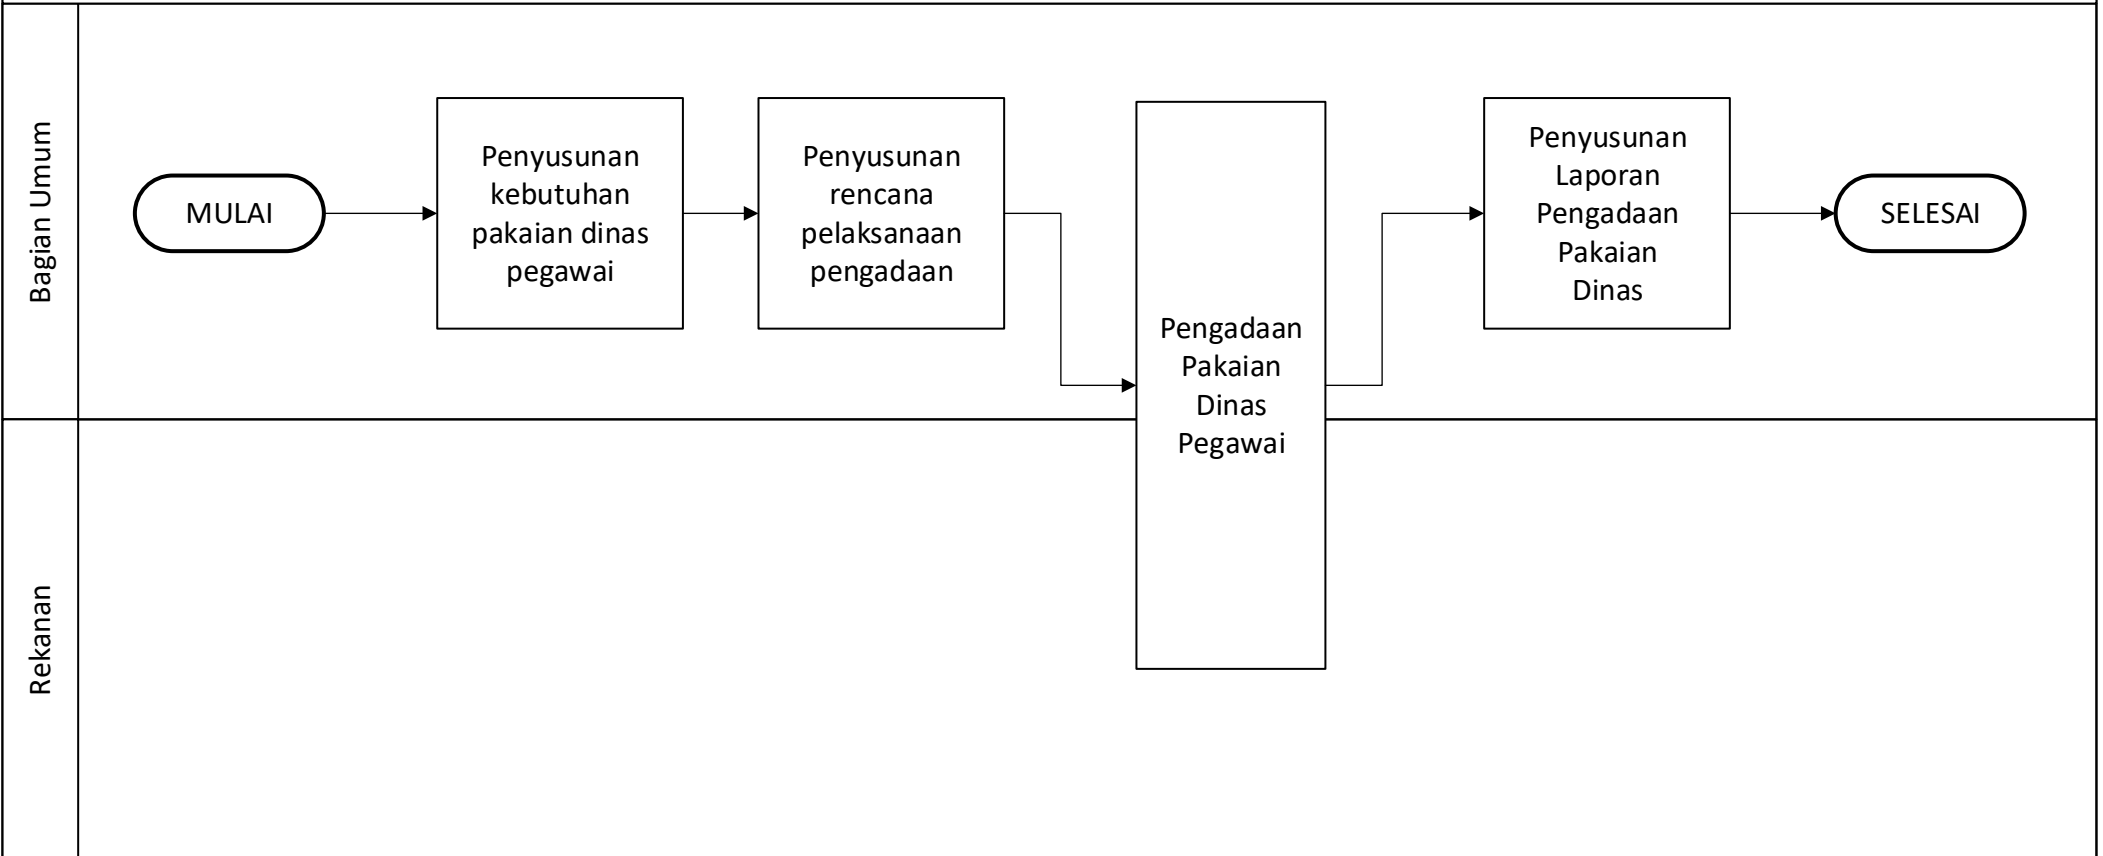 Bagian Umum
MULAI
Penyusunan
kebutuhan
pakaian dinas
pegawai
Penyusunan
rencana
pelaksanaan
pengadaan
Pengadaan
Pakaian
Dinas
Pegawai
Penyusunan
Laporan
Pengadaan
Pakaian
Dinas
SELESAI
Rekanan